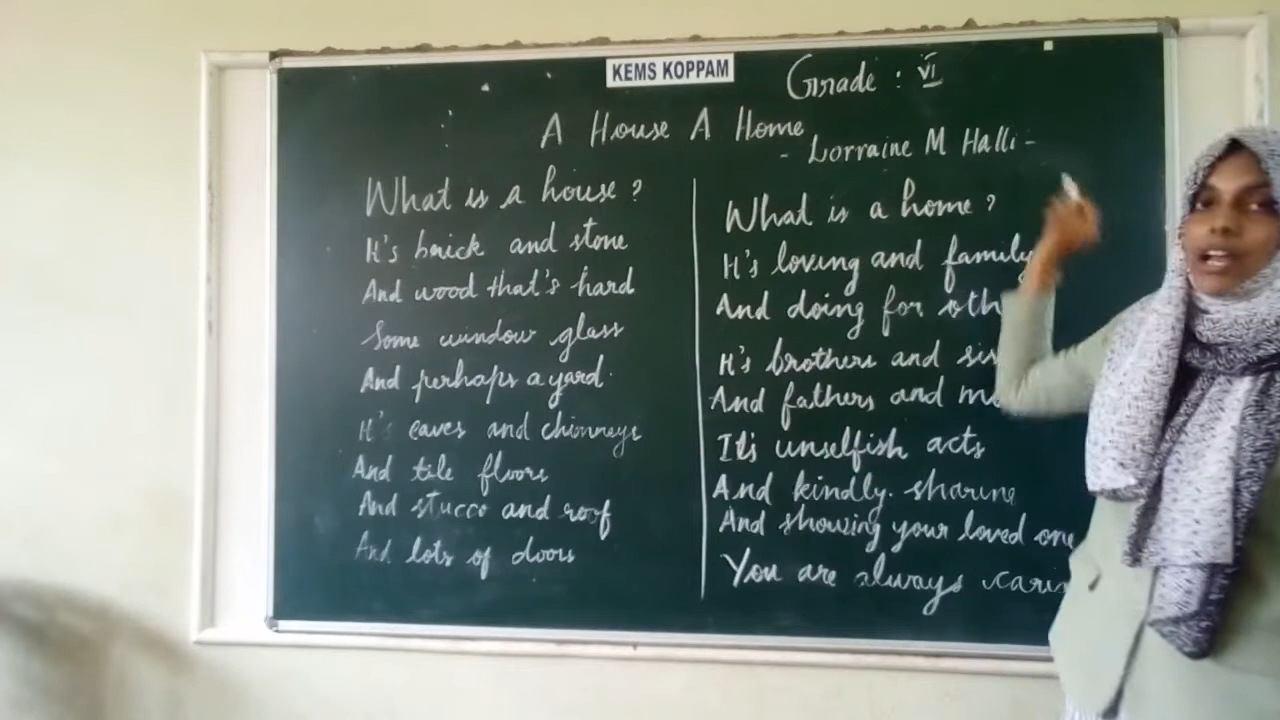 KEMS KOPPAM
Grade : VI
A House A Home
- Lorraine M Halli -
What is a house?
It's brick and stone
And wood that's hard
Some window glass
And perhaps a yard.
It's eaves and chimneys
And tile floors
And stucco and roof
And lots of doors
What is a home?
It's loving and family
And doing for
It's brothers and
And fathers and
It's unselfish acts
And kindly. sharing
And showing your loved one
You are always